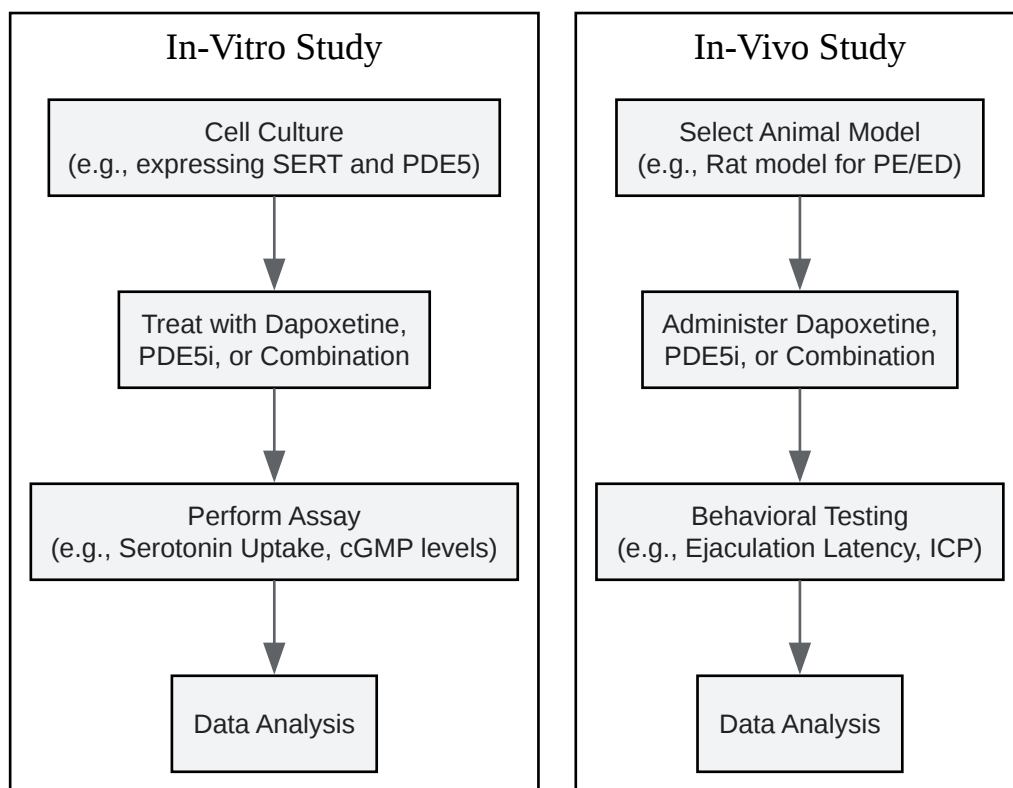 In-Vitro Study
Cell Culture
(e.g., expressing SERT and PDE5)
Treat with Dapoxetine,
PDE5i, or Combination
Perform Assay
(e.g., Serotonin Uptake, cGMP levels)
Data Analysis
In-Vivo Study
Select Animal Model
(e.g., Rat model for PE/ED)
Administer Dapoxetine,
PDE5i, or Combination
Behavioral Testing
(e.g., Ejaculation Latency, ICP)
Data Analysis